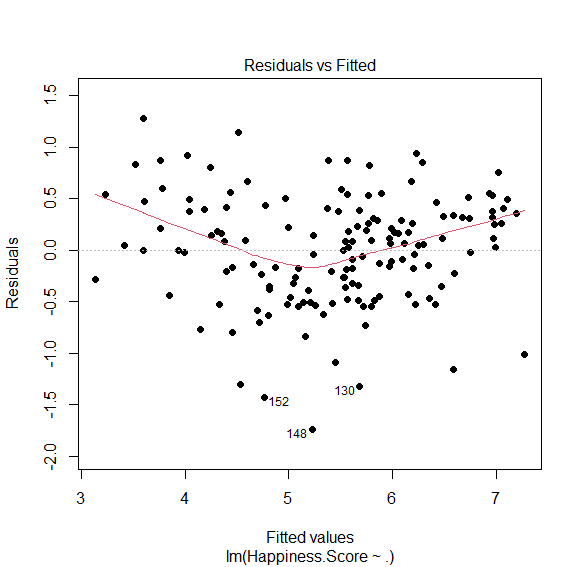 Residuals vs Fitted
Residuals
1.5
1.0
0.5
0.0
-0.5
-1.0
-1.5
-2.0
130
152
148
3 4 5 6 7
Fitted values
lm(Happiness.Score ~ .)